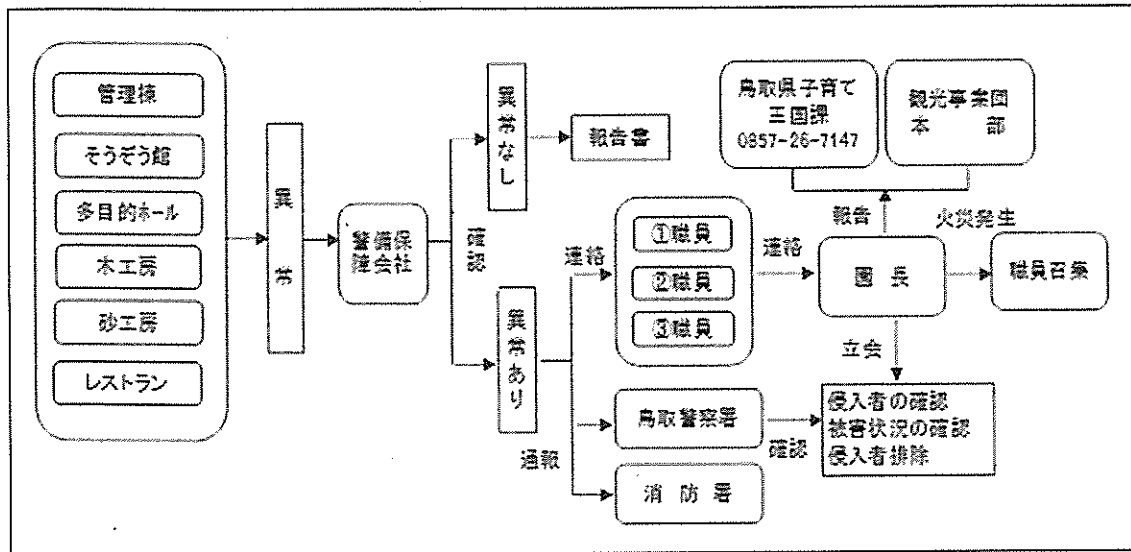 管理棟
そうぞう館
多目的ホール
木工房
砂工房
レストラン
異常
警備保
障会社
確認
異常なし
報告書
異常あり
連絡
通報
①職員
②職員
③職員
鳥取警察署
消防署
連絡
確認
鳥取県子育て
王国課
0857-26-7147
観光事業団
本部
報告
火災発生
園長
職員召集
立会
侵入者の確認
被害状況の確認
侵入者排除